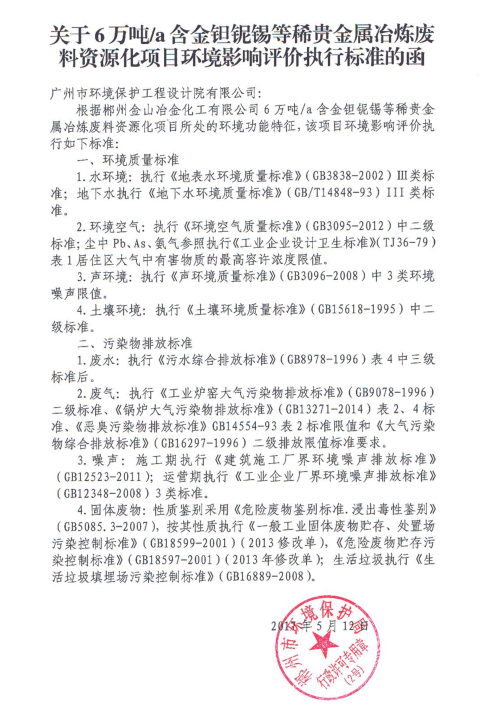 关于6万吨/a含金钽铌锡等稀贵金属冶炼废
料资源化项目环境影响评价执行标准的函
广州市环境保护工程设计院有限公司:
根据郴州金山冶金化工有限公司6万吨/a含金钽铌锡等稀贵金
属冶炼废料资源化项目所处的环境功能特征,该项目环境影响评价执
行如下标准:
一、环境质量标准
1.水环境:执行《地表水环境质量标准》(GB3838-2002)Ⅲ类标
准;地下水执行《地下水环境质量标准》(GB/T14848-93)III类标
准。
2.环境空气:执行《环境空气质量标准》(GB3095-2012)中二级
标准;尘中Pb、As、氨气参照执行《工业企业设计卫生标准》(TJ36-79)
表1居住区大气中有害物质的最高容许浓度限值。
3.声环境:执行《声环境质量标准》(GB3096-2008)中3类环境
噪声限值。
4.土壤环境:执行《土壤环境质量标准》(GB15618-1995)中二
级标准。
二、污染物排放标准
1.废水:执行《污水综合排放标准》(GB8978-1996)表4中三级
标准后。
2.废气:执行《工业炉窑大气污染物排放标准》(GB9078-1996)
二级标准、《锅炉大气污染物排放标准》(GB13271-2014)表2、4标
准、《恶臭污染物排放标准》GB14554-93表2标准限值和《大气污染
物综合排放标准》(GB16297-1996)二级排放限值标准要求。
3.噪声:施工期执行《建筑施工厂界环境噪声排放标准》
(GB12523-2011);运营期执行《工业企业厂界环境噪声排放标准》
(GB12348-2008)3类标准。
4.固体废物:性质鉴别采用《危险废物鉴别标准.浸出毒性鉴别》
(GB5085.3-2007),按其性质执行《一般工业固体废物贮存、处置场
污染控制标准》(GB18599-2001)(2013修改单),《危险废物贮存污
染控制标准》(GB18597-2001)(2013年修改单);生活垃圾执行《生
活垃圾填埋场污染控制标准》(GB16889-2008)。
2017年5月12日
郴州市环境保护局
行政许可专用章
(2号)